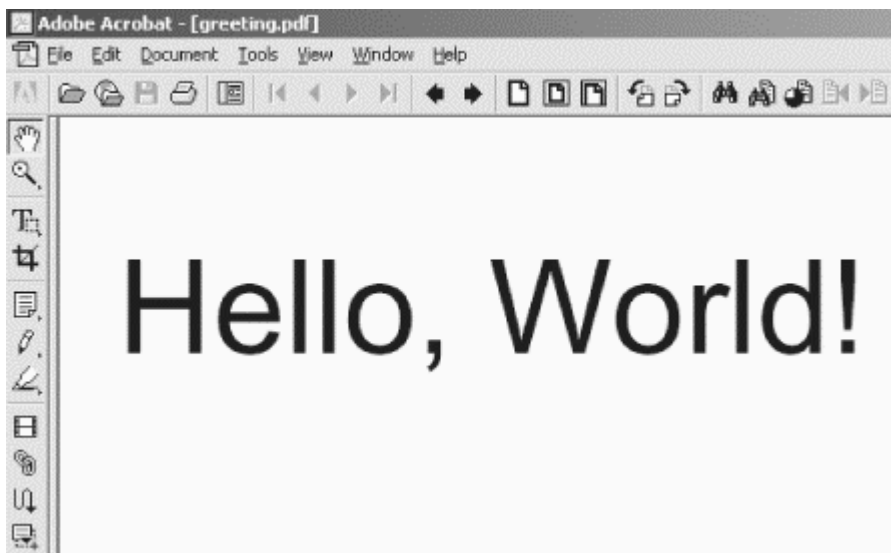 Adobe Acrobat - [greeting.pdf]
File Edit Document Tools View Window Help
Hello, World!